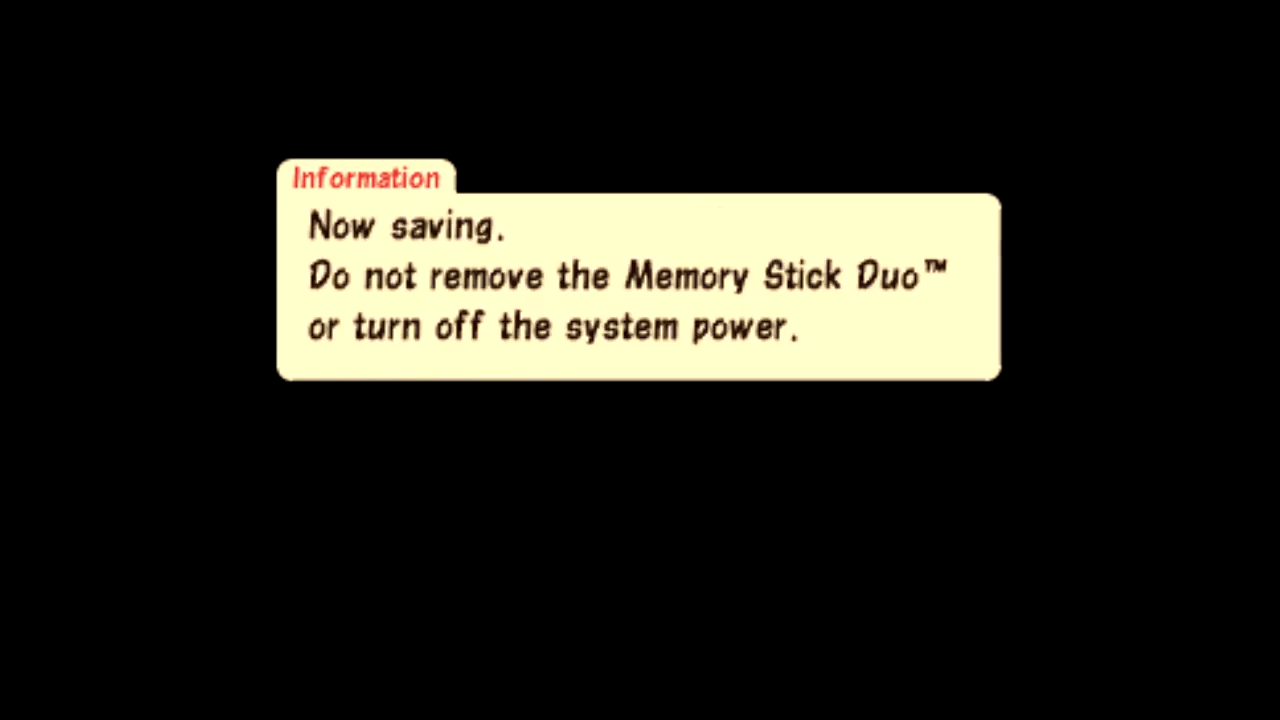 Information
Now saving.
Do not remove the Memory Stick Duo™
or turn off the system power.